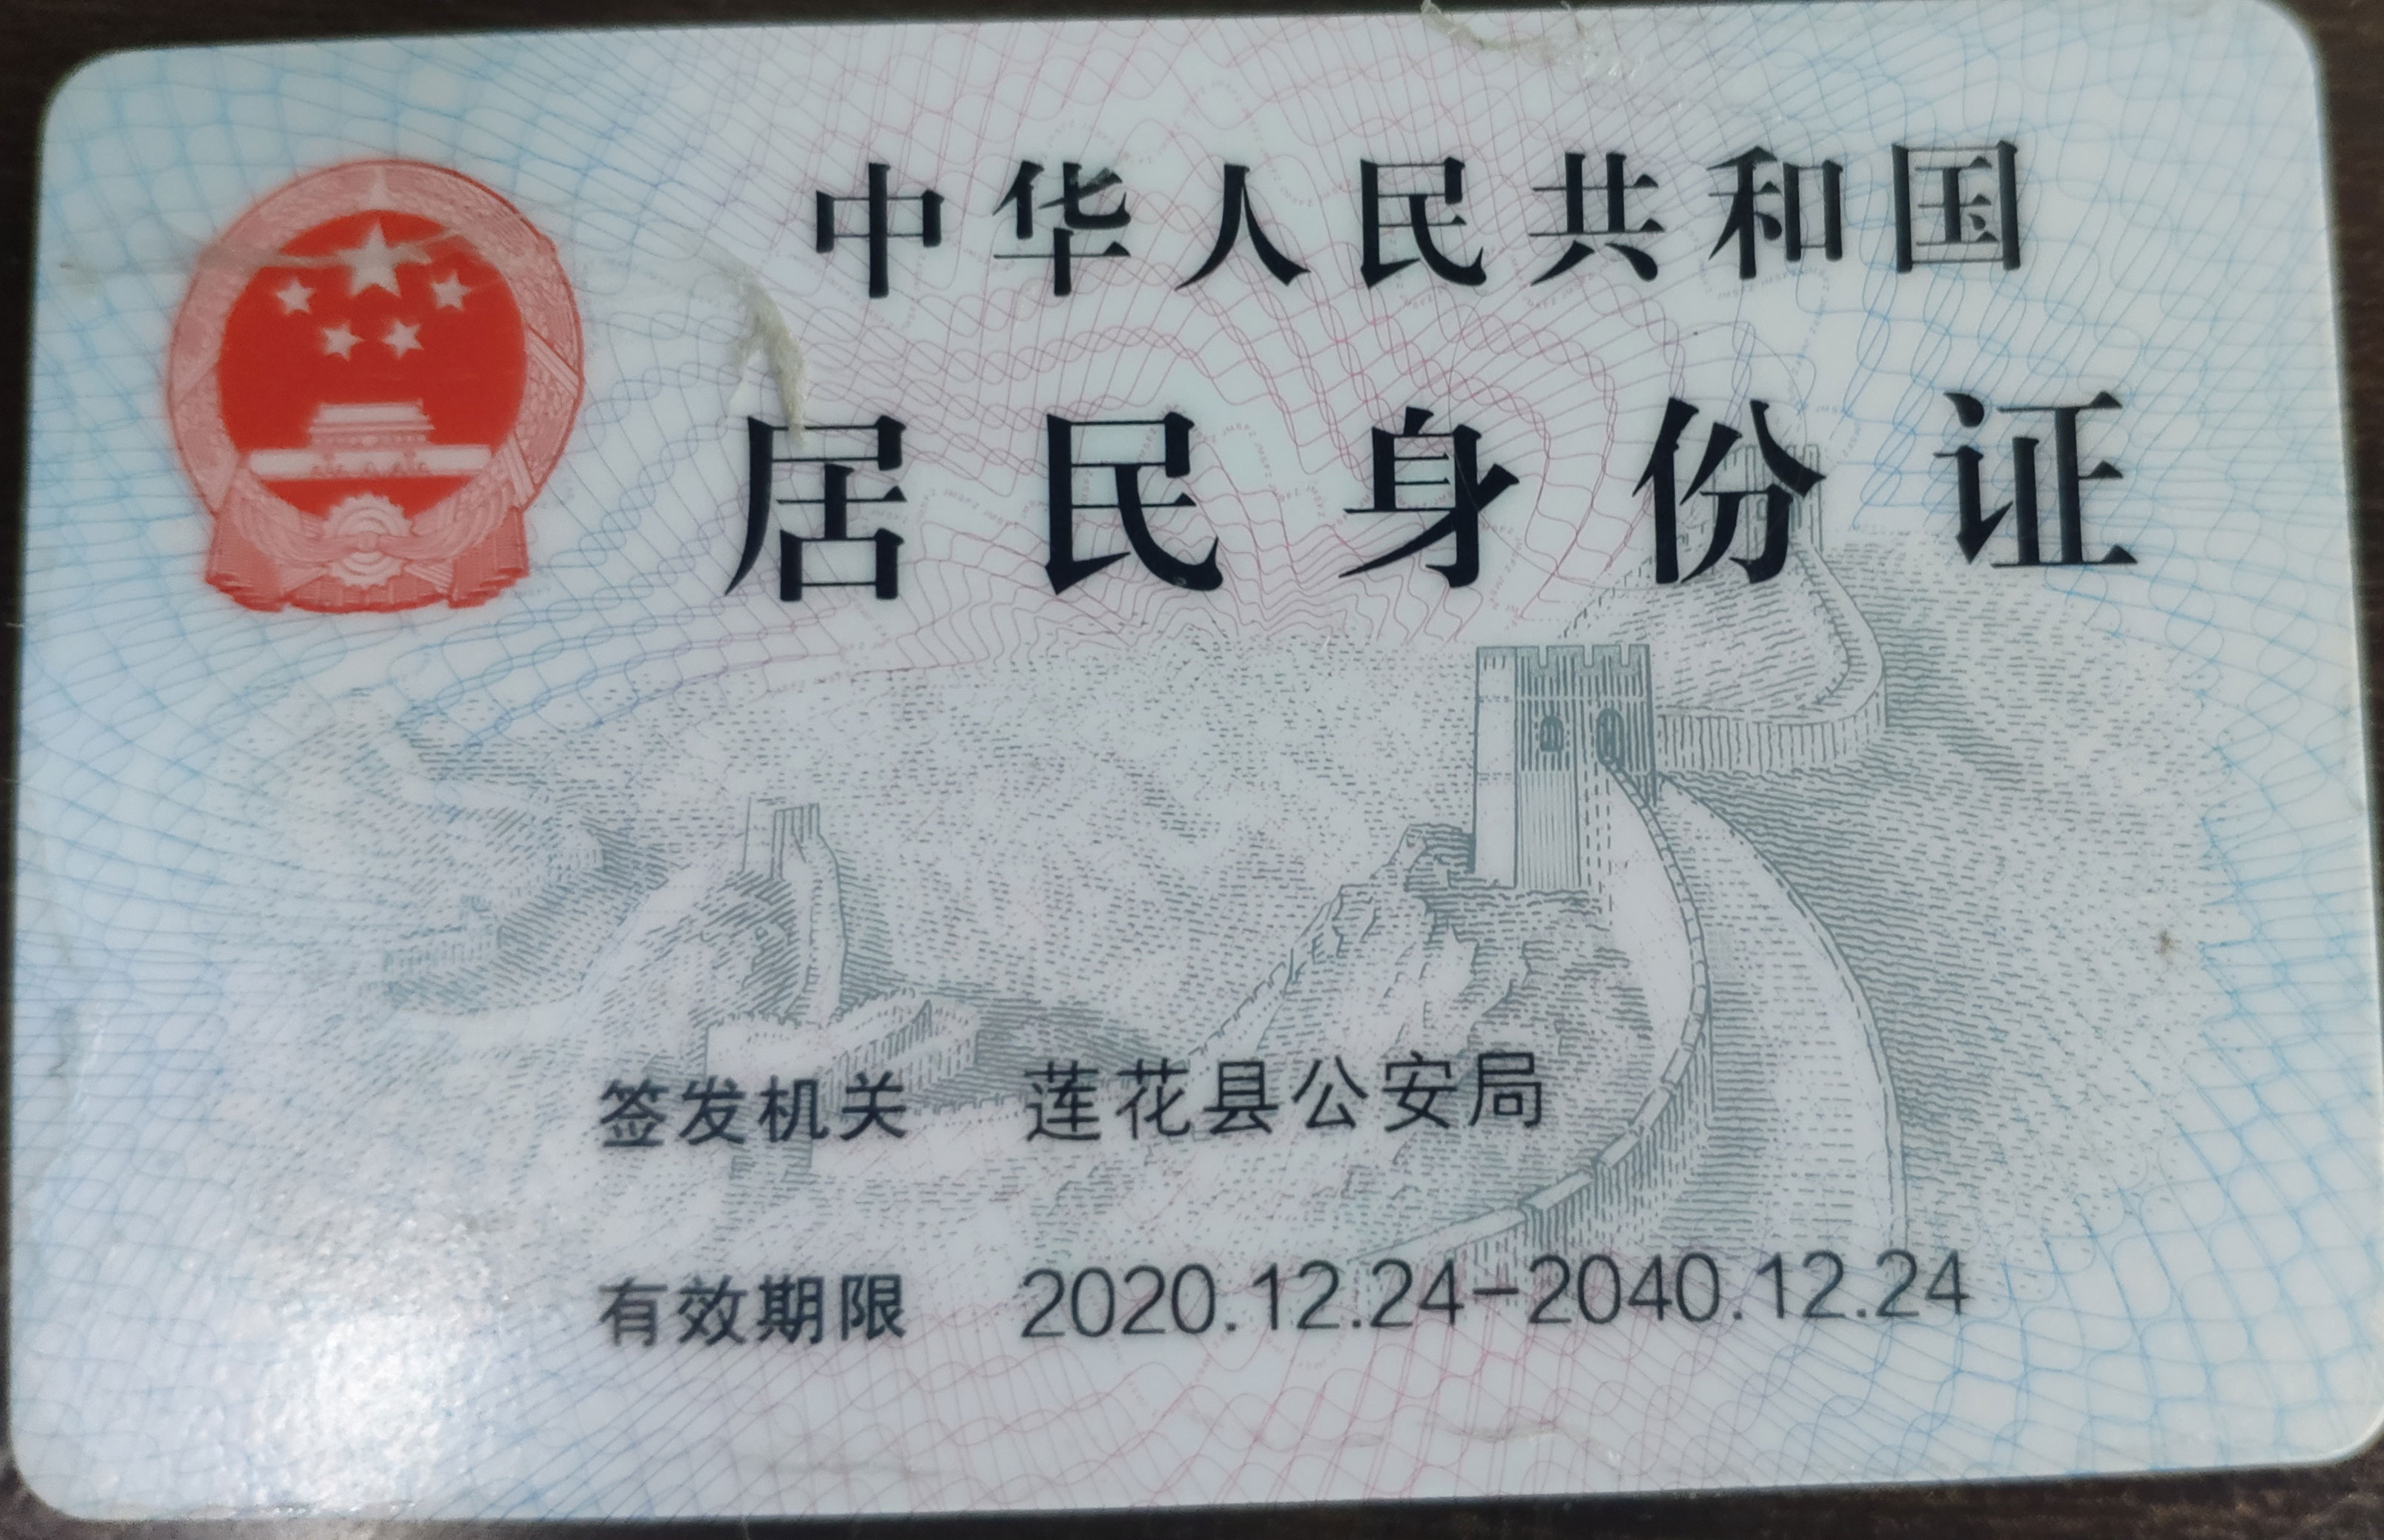 中华人民共和国
居民身份证
签发机关 莲花县公安局
有效期限 2020.12.24-2040.12.24